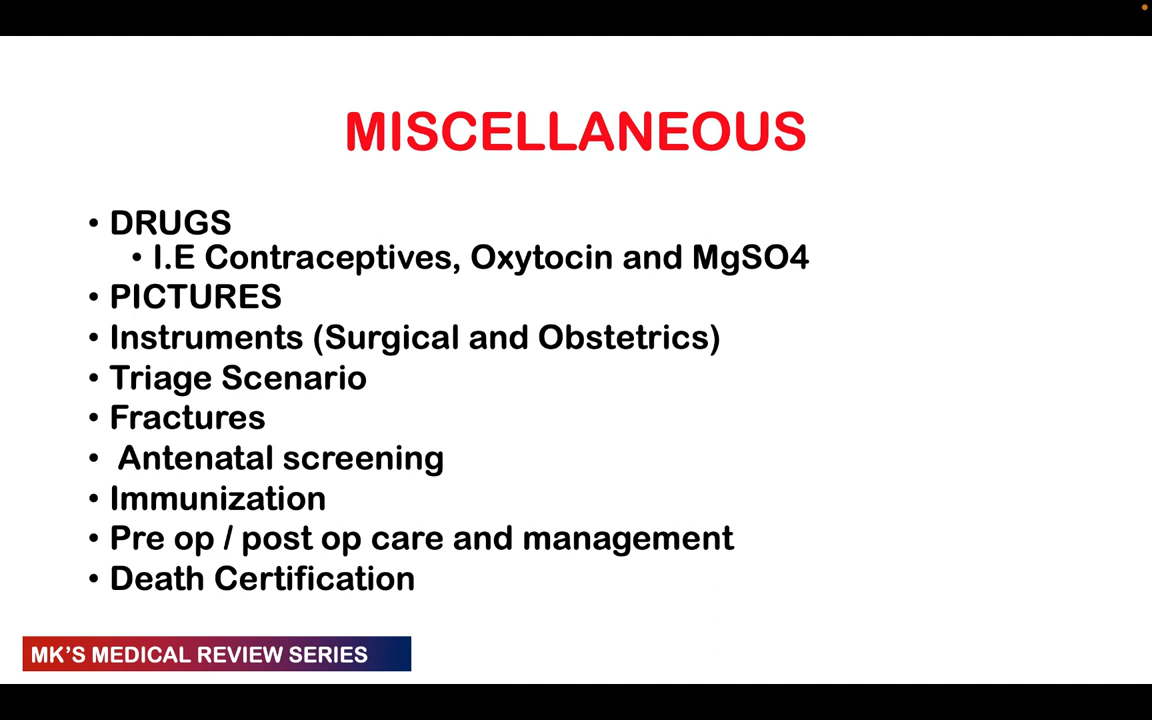 MISCELLANEOUS
• DRUGS
• I.E Contraceptives, Oxytocin and MgSO4
• PICTURES
• Instruments (Surgical and Obstetrics)
• Triage Scenario
• Fractures
• Antenatal screening
• Immunization
• Pre op / post op care and management
• Death Certification
MK'S MEDICAL REVIEW SERIES